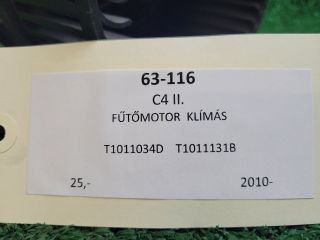 63-116
C4 II.
FŰTŐMOTOR KLÍMÁS
T1011034D T1011131B
25,- 2010-